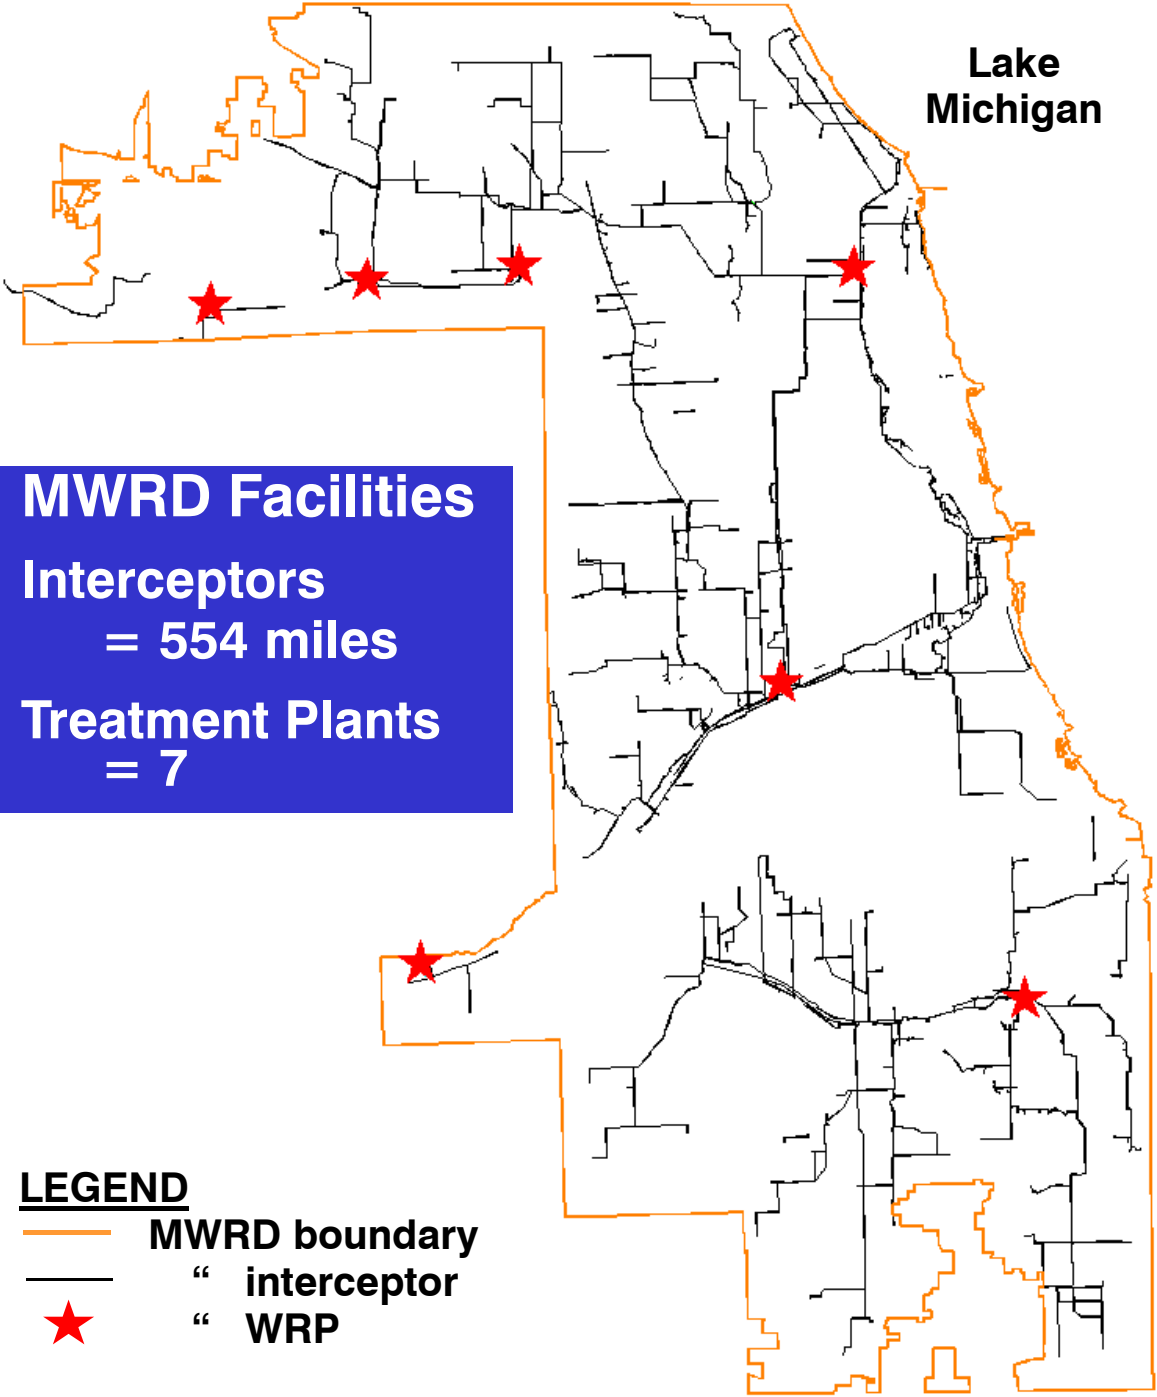 Lake
Michigan
MWRD Facilities
Interceptors
= 554 miles
Treatment Plants
= 7
LEGEND
MWRD boundary
“ interceptor
“ WRP